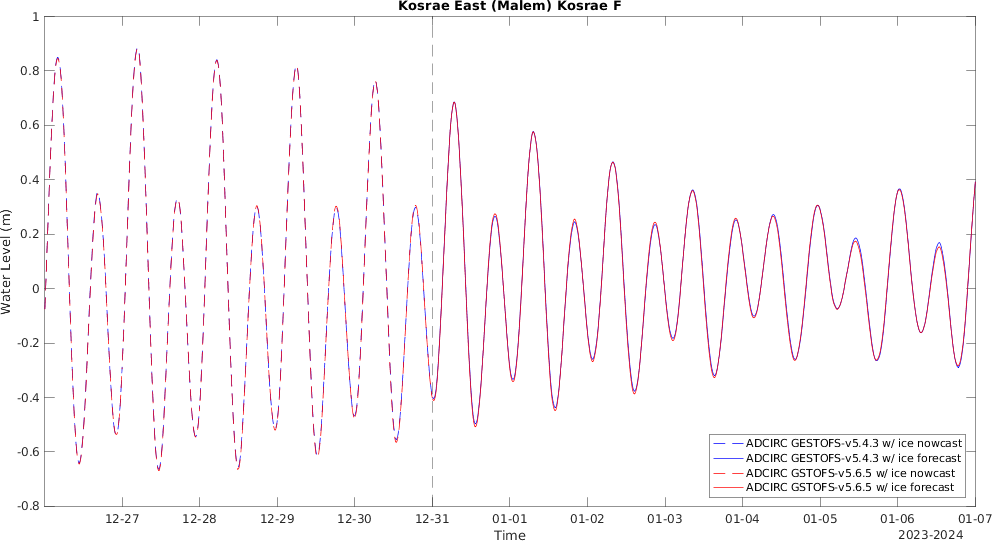 Kosrae East (Malem) Kosrae F
1
0.8
0.6
0.4
0.2
0
-0.2
-0.4
-0.6
-0.8
Water Level (m)
ADCIRC GESTOFS-v5.4.3 w/ ice nowcast
ADCIRC GESTOFS-v5.4.3 w/ ice forecast
ADCIRC GSTOFS-v5.6.5 w/ ice nowcast
ADCIRC GSTOFS-v5.6.5 w/ ice forecast
12-27 12-28 12-29 12-30 12-31 01-01 01-02 01-03 01-04 01-05 01-06 01-07
Time
2023-2024